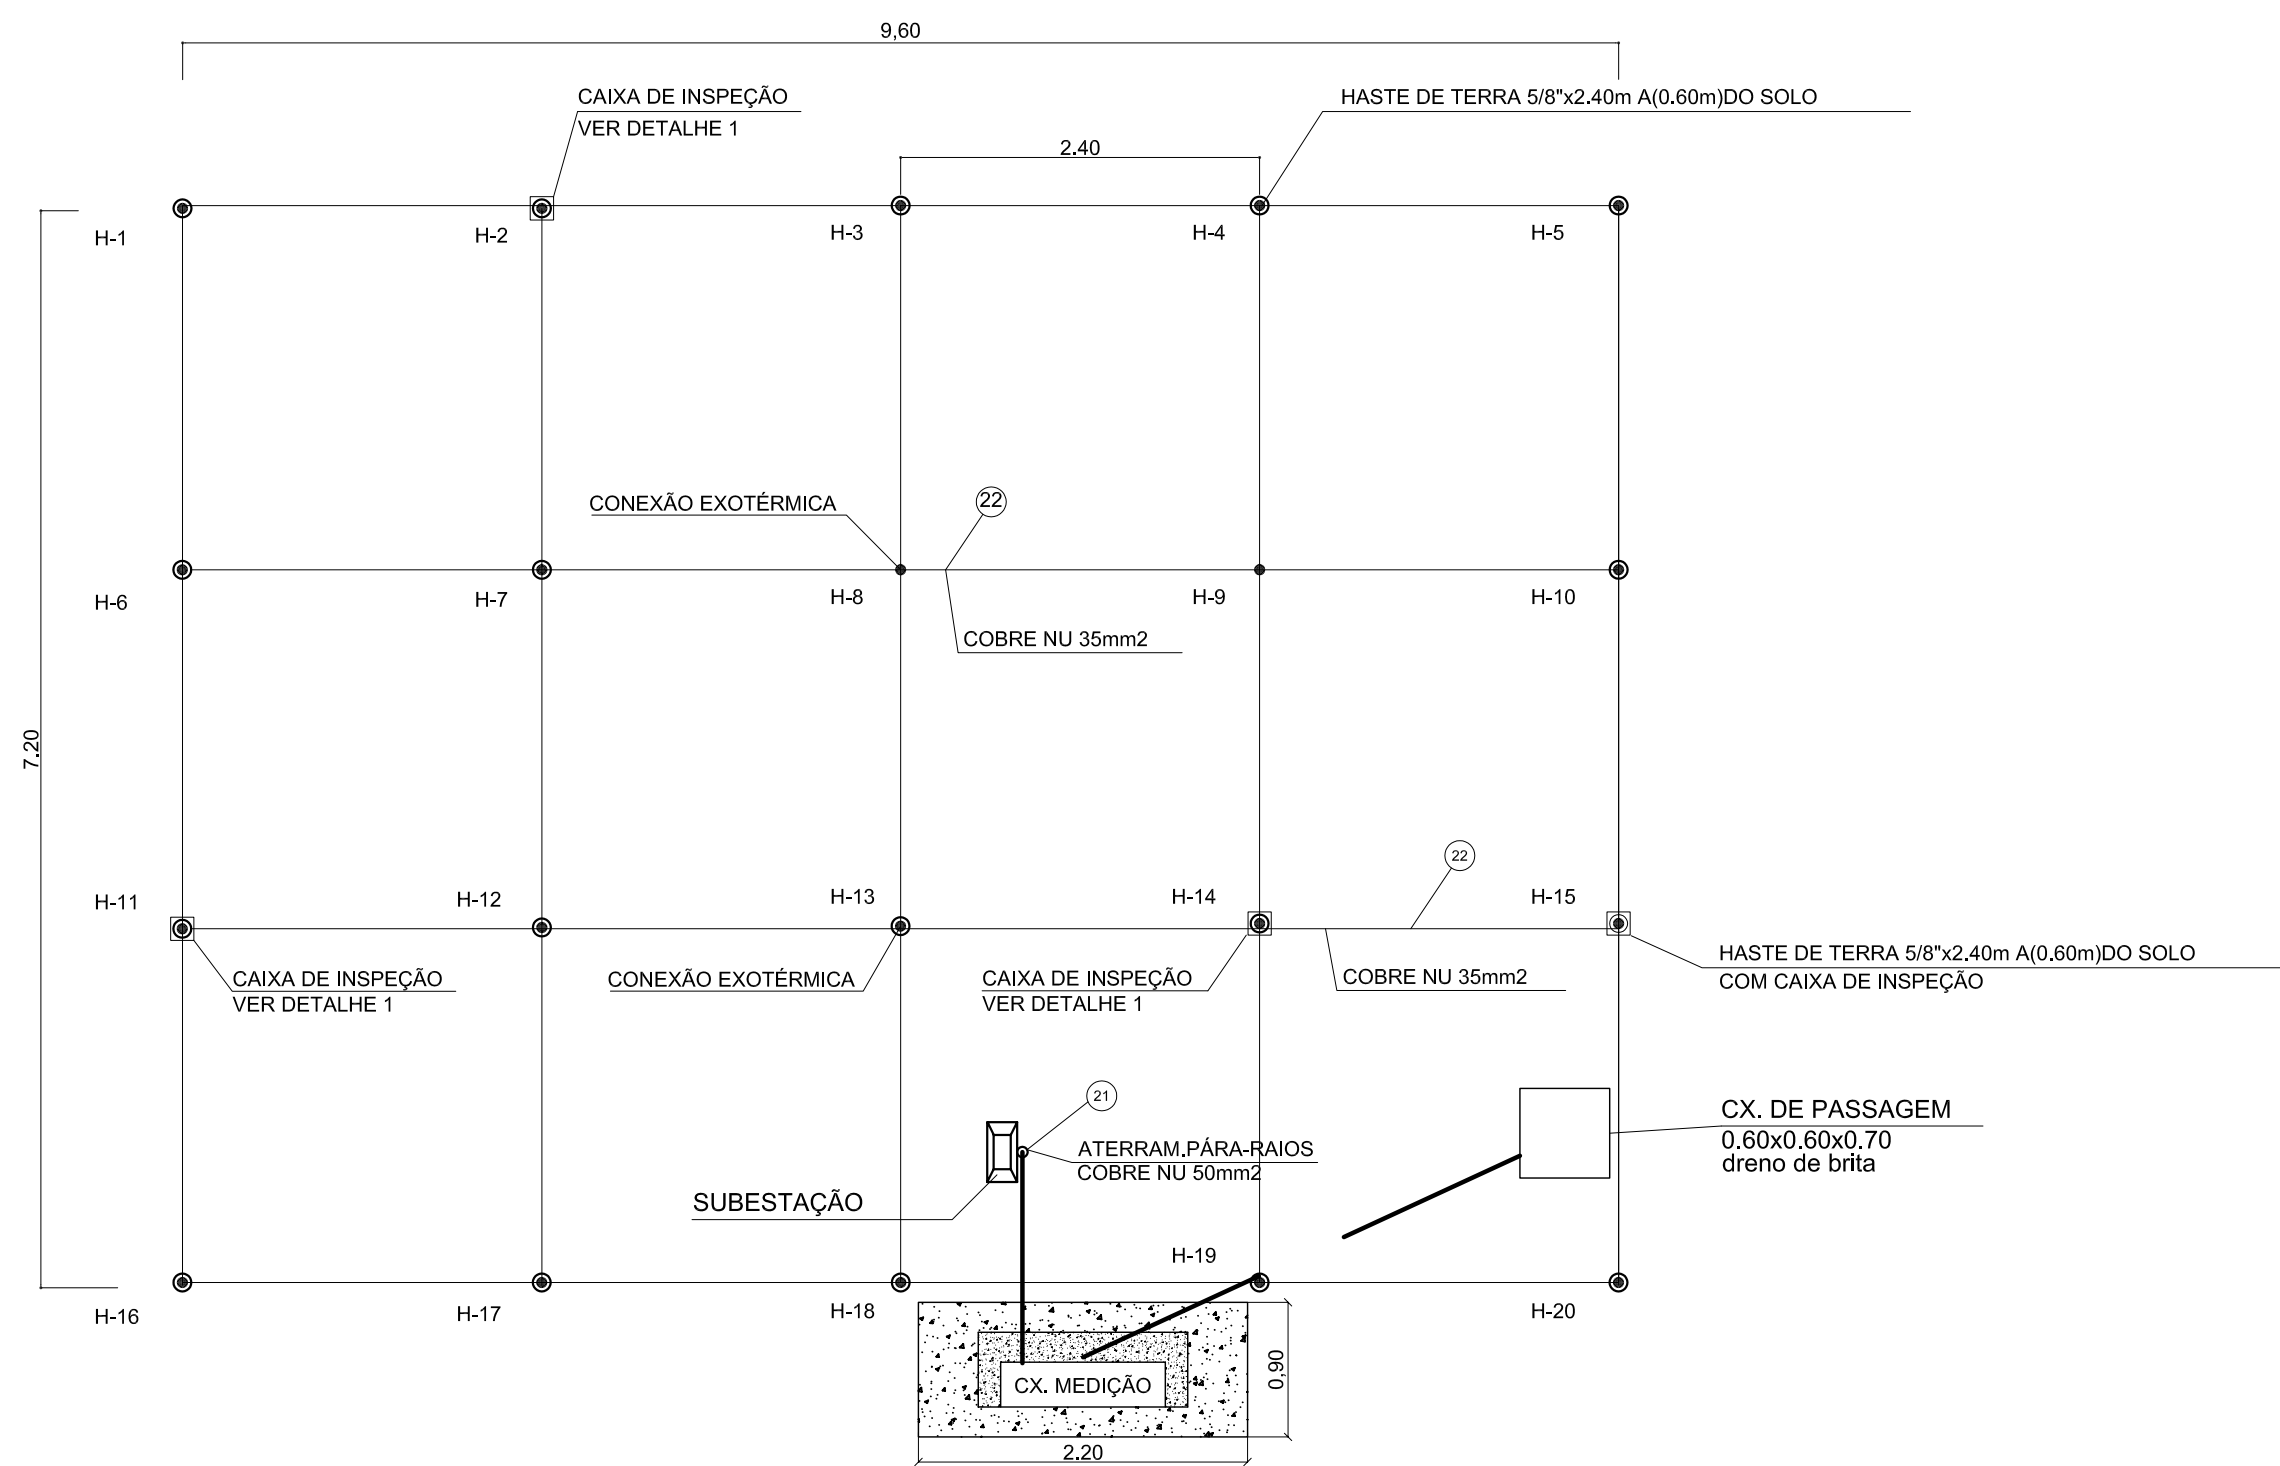 9,60
CAIXA DE INSPEÇÃO
VER DETALHE 1
HASTE DE TERRA 5/8"x2.40m A(0.60m)DO SOLO
2.40
H-1
H-2
H-3
H-4
H-5
CONEXÃO EXOTÉRMICA
22
H-6
H-7
H-8
H-9
H-10
COBRE NU 35mm2
7.20
22
H-11
H-12
H-13
H-14
H-15
CAIXA DE INSPEÇÃO
VER DETALHE 1
CONEXÃO EXOTÉRMICA
CAIXA DE INSPEÇÃO
VER DETALHE 1
COBRE NU 35mm2
HASTE DE TERRA 5/8"x2.40m A(0.60m)DO SOLO
COM CAIXA DE INSPEÇÃO
21
ATERRAM.PÁRA-RAIOS
COBRE NU 50mm2
CX. DE PASSAGEM
0.60x0.60x0.70
dreno de brita
SUBESTAÇÃO
H-19
H-16
H-17
H-18
H-20
CX. MEDIÇÃO
0,90
2.20